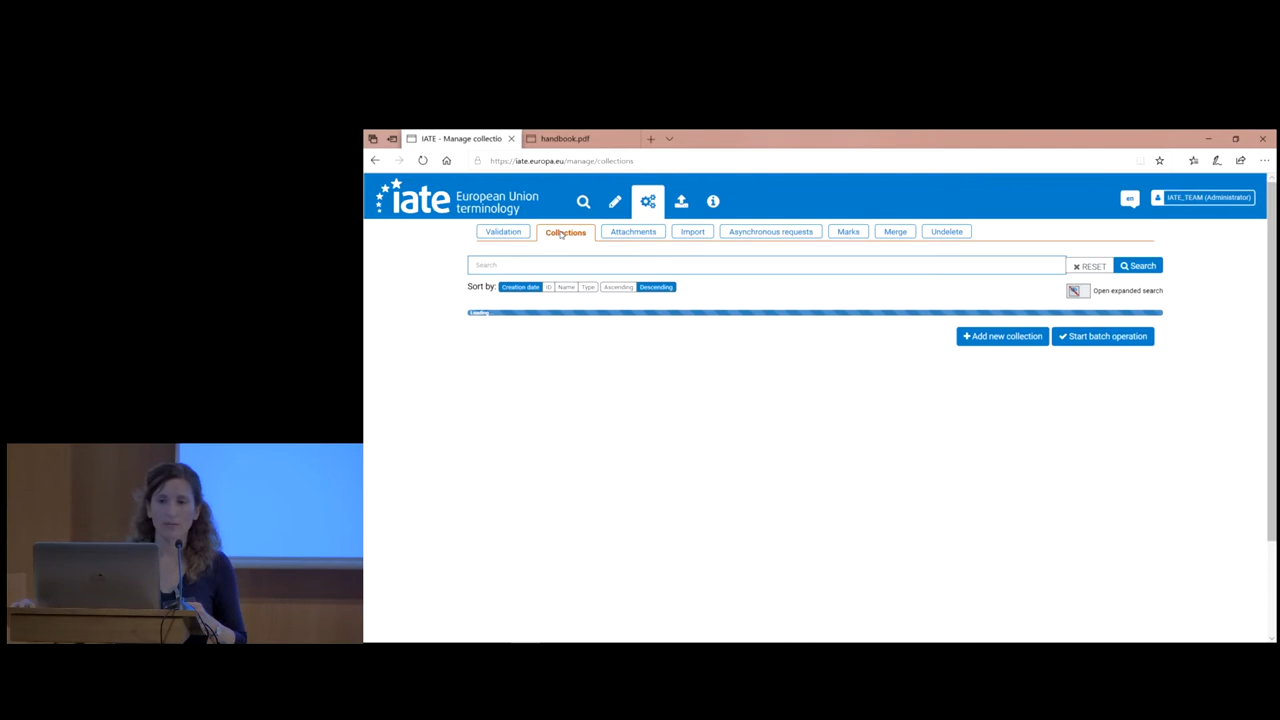 IATE - Manage collectio
handbook.pdf
https://iate.europa.eu/manage/collections
iate European Union
terminology
en
IATE_TEAM (Administrator)
Validation
Collections
Attachments
Import
Asynchronous requests
Marks
Merge
Undelete
Search
RESET
Search
Sort by: Creation date ID Name Type Ascending Descending
Open expanded search
Loading
Add new collection
Start batch operation